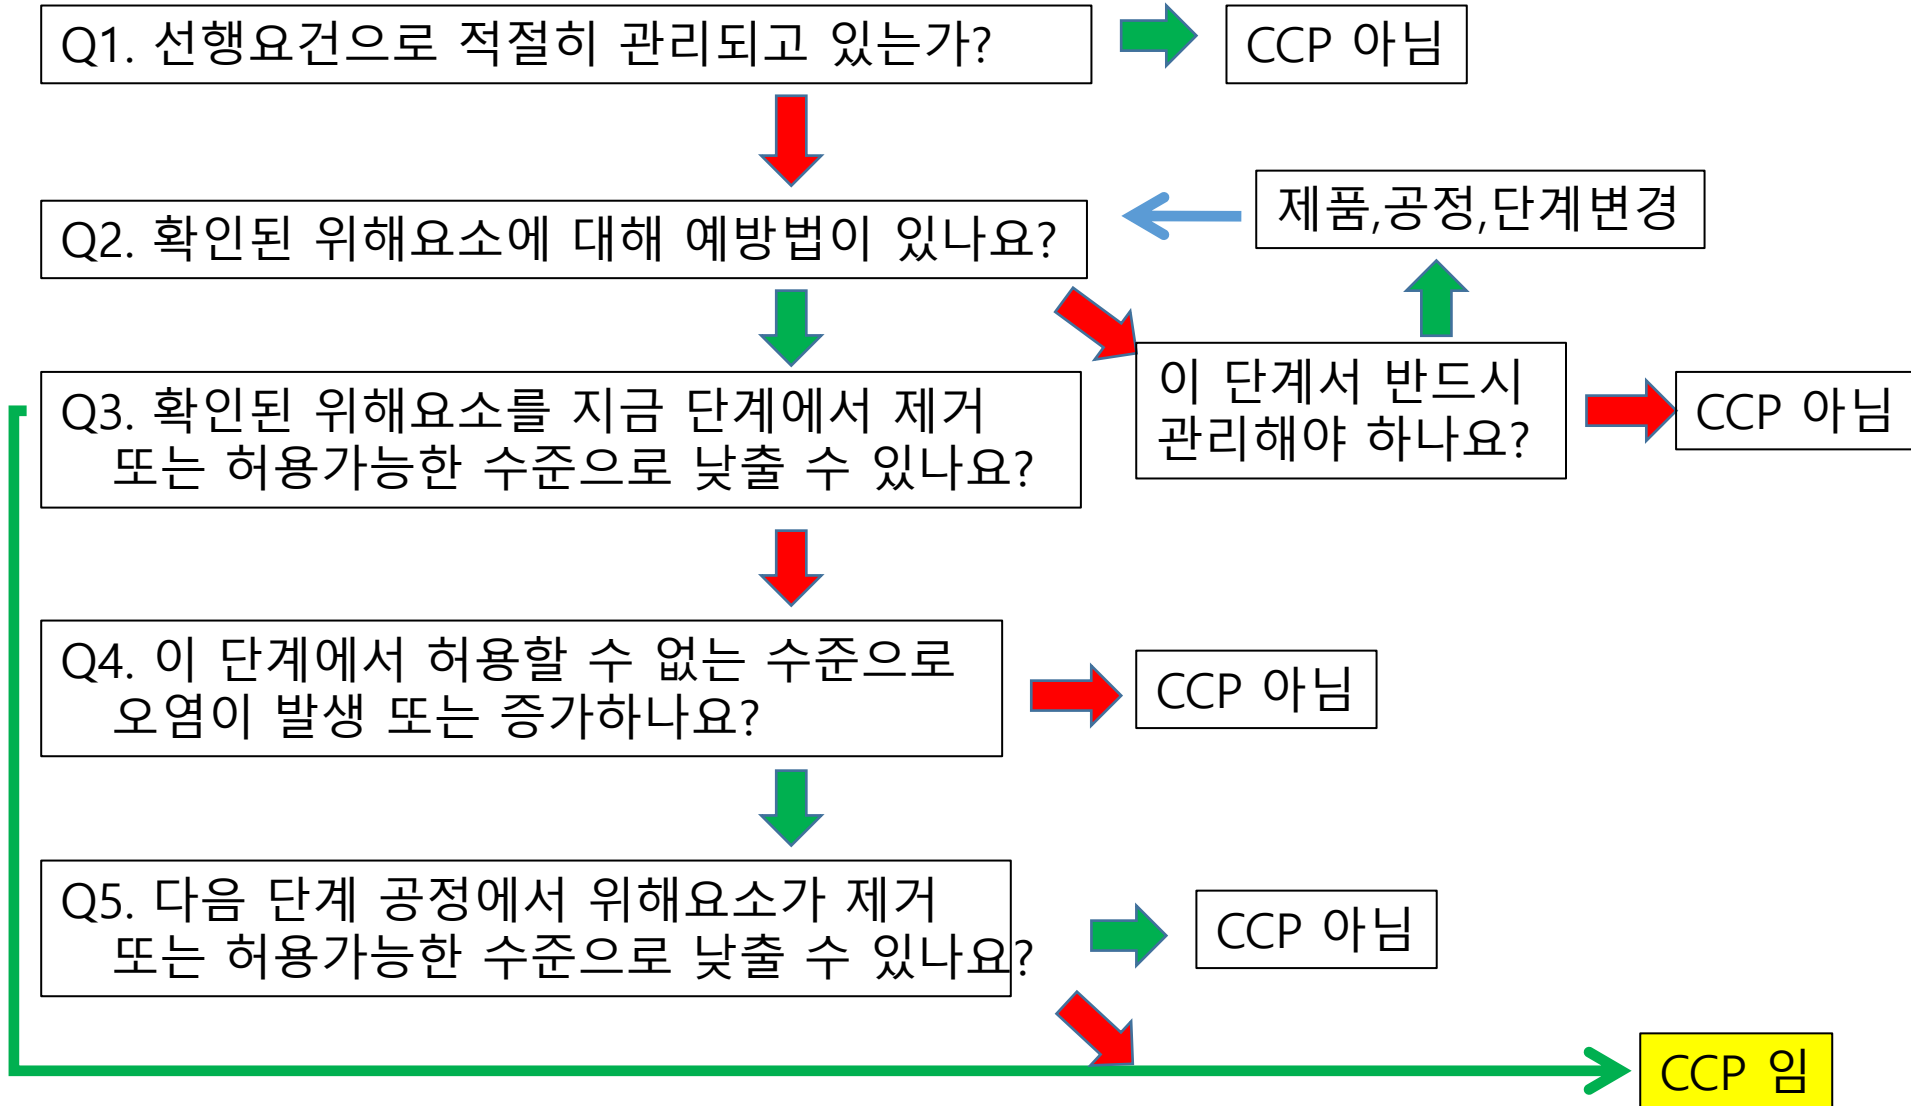 Q1. 선행요건으로 적절히 관리되고 있는가?
CCP 아님
제품,공정,단계변경
Q2. 확인된 위해요소에 대해 예방법이 있나요?
이 단계서 반드시
관리해야 하나요?
CCP 아님
Q3. 확인된 위해요소를 지금 단계에서 제거
또는 허용가능한 수준으로 낮출 수 있나요?
Q4. 이 단계에서 허용할 수 없는 수준으로
오염이 발생 또는 증가하나요?
CCP 아님
Q5. 다음 단계 공정에서 위해요소가 제거
또는 허용가능한 수준으로 낮출 수 있나요?
CCP 아님
CCP 임